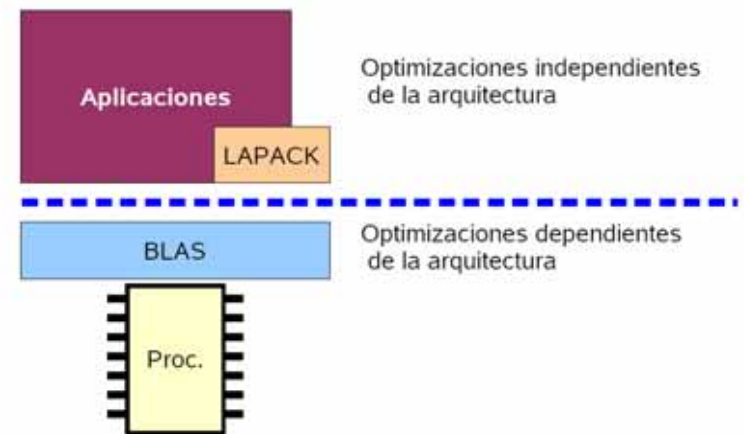 Aplicaciones
Optimizaciones independientes
de la arquitectura
LAPACK
BLAS
Optimizaciones dependientes
de la arquitectura
Proc.